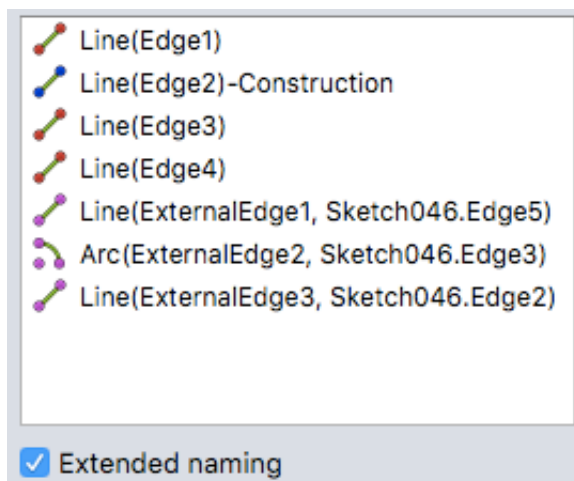 Line(Edge1)
Line(Edge2)-Construction
Line(Edge3)
Line(Edge4)
Line(ExternalEdge1, Sketch046.Edge5)
Arc(ExternalEdge2, Sketch046.Edge3)
Line(ExternalEdge3, Sketch046.Edge2)
Extended naming